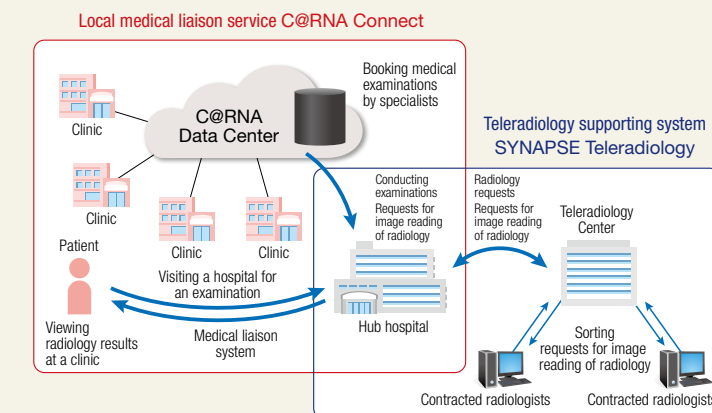 Local medical liaison service C@RNA Connect
Booking medical
examinations
by specialists
C@RNA
Data Center
Clinic
Clinic
Clinic
Clinic
Teleradiology supporting system
SYNAPSE Teleradiology
Conducting
examinations
Requests for
image reading
of radiology
Radiology
requests
Requests for
image reading
of radiology
Teleradiology
Center
Patient
Visiting a hospital for
an examination
Viewing
radiology results
at a clinic
Medical liaison
system
Hub hospital
Sorting
requests for image
reading of radiology
Contracted radiologists
Contracted radiologists